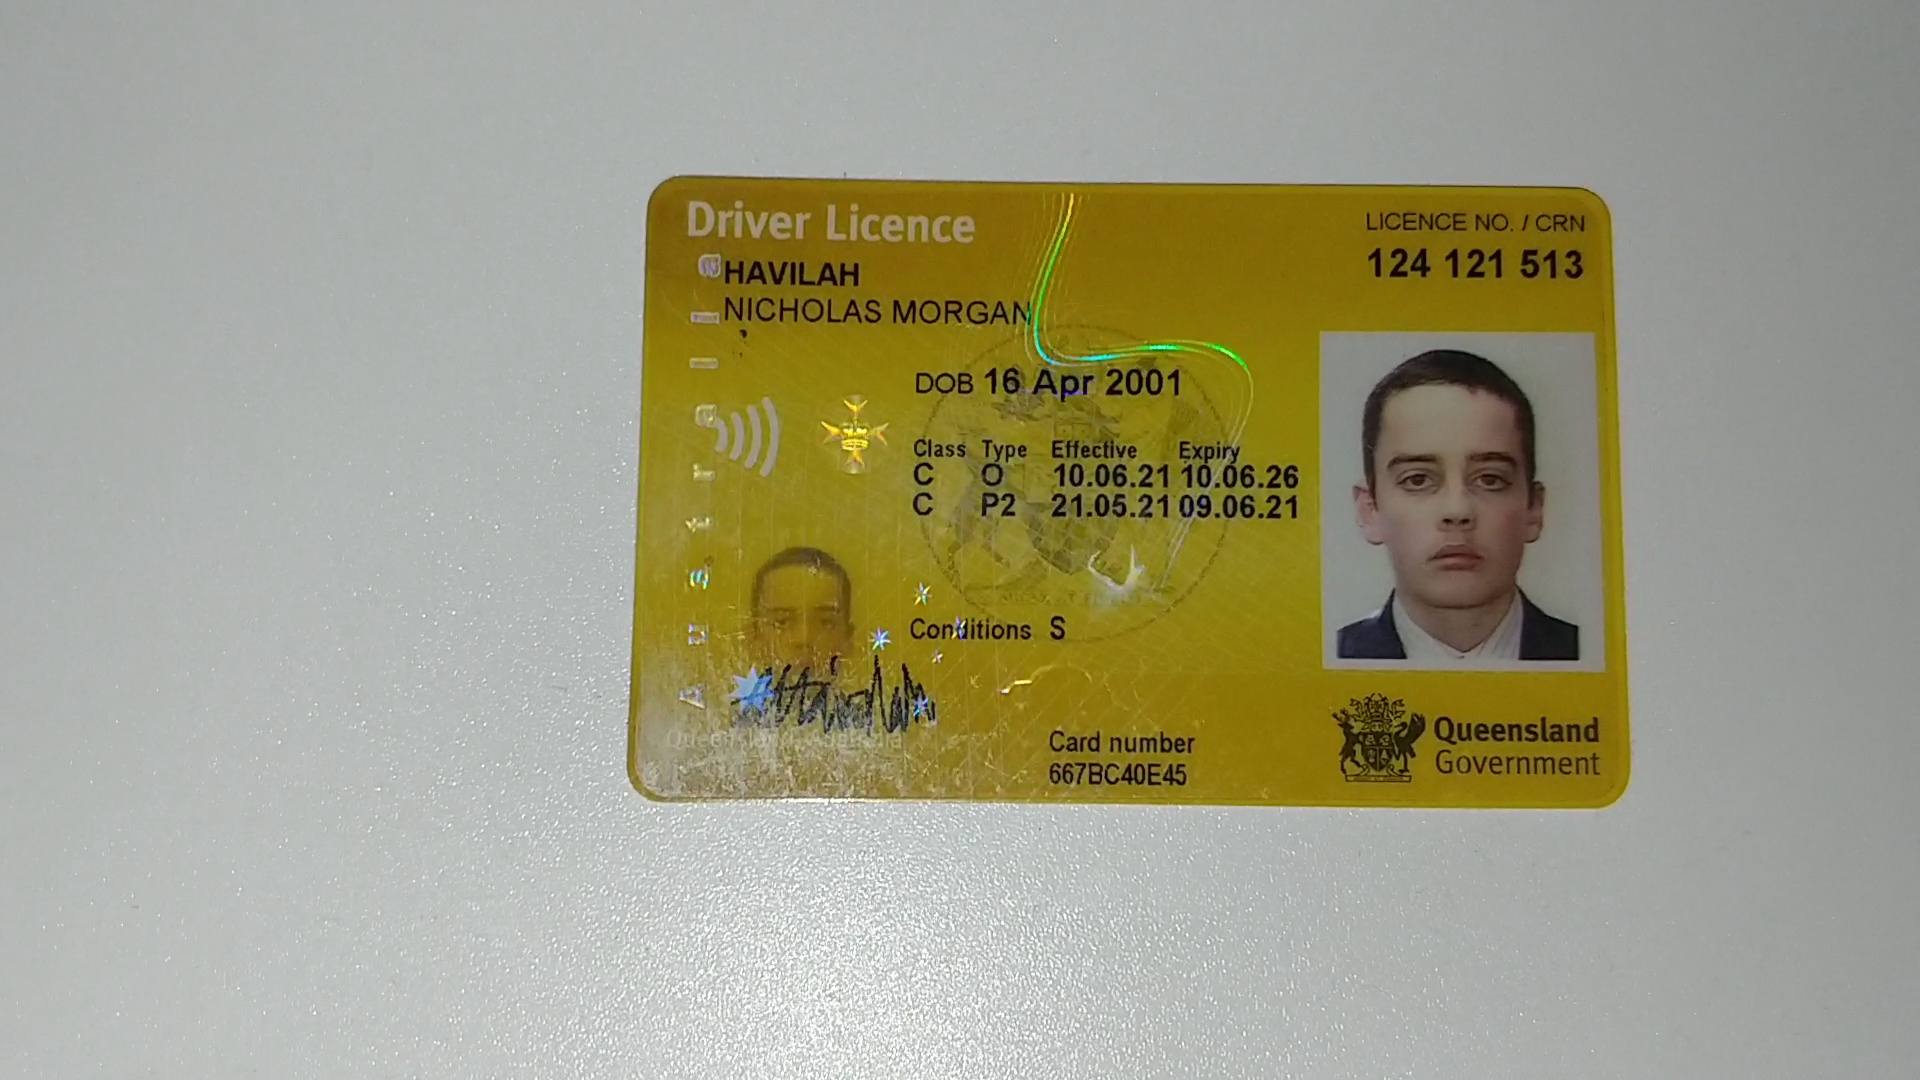 Driver Licence
LICENCE NO. / CRN
124 121 513
HAVILAH
NICHOLAS MORGAN
DOB 16 Apr 2001
Class Type Effective Expiry
C O 10.06.21 10.06.26
C P2 21.05.21 09.06.21
Conditions S
Card number
667BC40E45
Queensland
Government